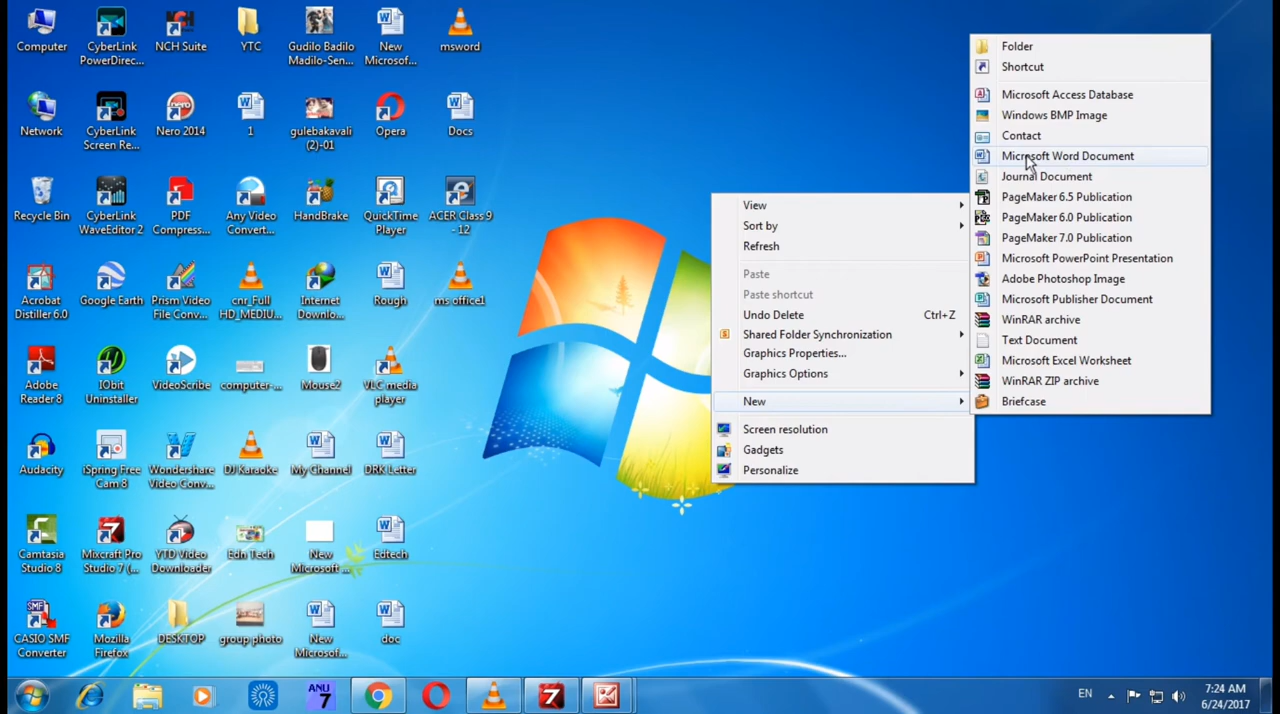 Computer
CyberLink
PowerDirec...
NCH Suite
YTC
Gudilo Badilo
Madilo-Sen...
New
Microsof...
msword
Network
CyberLink
Screen Re...
Nero 2014
1
gulebakavali
(2)-01
Opera
Docs
Recycle Bin
CyberLink
WaveEditor 2
PDF
Compress...
Any Video
Convert...
HandBrake
QuickTime
Player
ACER Class 9
- 12
Acrobat
Distiller 6.0
Google Earth
Prism Video
File Conv...
cnr_Full
HD_MEDIU...
Internet
Downlo...
Rough
ms office1
Adobe
Reader 8
IObit
Uninstaller
VideoScribe
computer-...
Mouse2
VLC media
player
Audacity
iSpring Free
Cam 8
Wondershare
Video Conv...
DJ Karaoke
My Channel
DRK Letter
Camtasia
Studio 8
Mixcraft Pro
Studio 7 (...
YTD Video
Downloader
Edn Tech
New
Microsoft ...
Edtech
CASIO SMF
Converter
Mozilla
Firefox
DESKTOP
group photo
New
Microsof...
doc
View
Sort by
Refresh
Paste
Paste shortcut
Undo Delete Ctrl+Z
Shared Folder Synchronization
Graphics Properties...
Graphics Options
New
Screen resolution
Gadgets
Personalize
Folder
Shortcut
Microsoft Access Database
Windows BMP Image
Contact
Microsoft Word Document
Journal Document
PageMaker 6.5 Publication
PageMaker 6.0 Publication
PageMaker 7.0 Publication
Microsoft PowerPoint Presentation
Adobe Photoshop Image
Microsoft Publisher Document
WinRAR archive
Text Document
Microsoft Excel Worksheet
WinRAR ZIP archive
Briefcase
ANU
7
EN
7:24 AM
6/24/2017